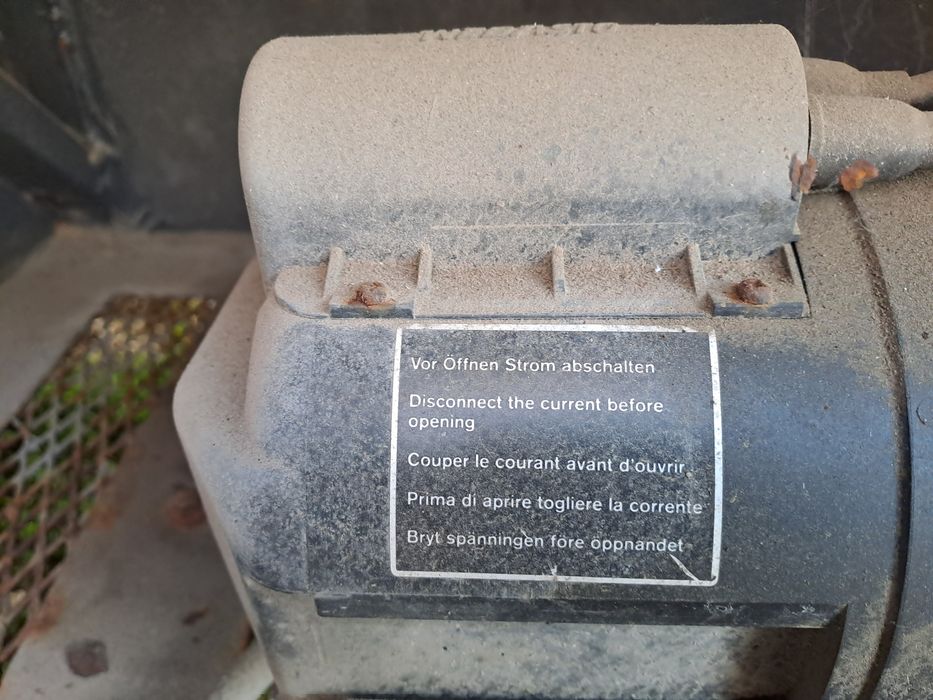 Vor Öffnen Strom abschalten
Disconnect the current before
opening
Couper le courant avant d'ouvrir
Prima di aprire togliere la corrente
Bryt spänningen före öppnandet